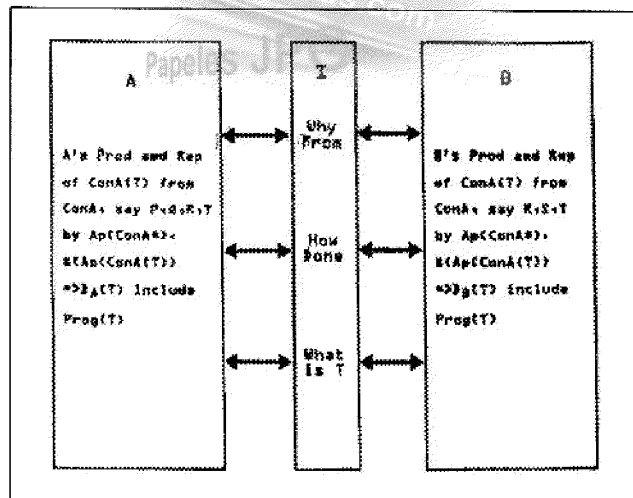 Papeles
A
A's Prod and Rep
of ConA(T) from
ConA, say P,Q,R,T
by Ap(ConA*).
(Ap(ConA(T))
(T) include
Prog(T)
I
Why
From
How
Done
What
Is T
B
B's Prod and Rep
of ConA(T) from
ConA, say R,S,T
by Ap(ConA*).
(Ap(ConA(T))
(T) include
Prog(T)